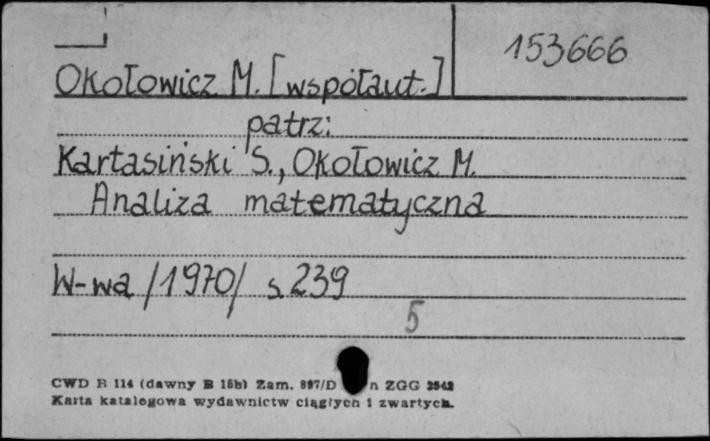 153666
Okołowicz M. [współaut.]
patrz:
Kartasiński S., Okołowicz M.
Analiza matematyczna
W-wa /1970/ s. 239
5
CWD B 114 (dawny B 15b) Zam. 897/D n ZGG 2542
Karta katalogowa wydawnictw ciągłych i zwartych.